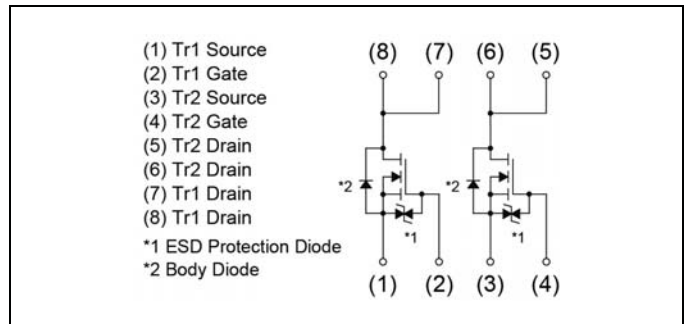 (1) Tr1 Source
(2) Tr1 Gate
(3) Tr2 Source
(4) Tr2 Gate
(5) Tr2 Drain
(6) Tr2 Drain
(7) Tr1 Drain
(8) Tr1 Drain
*1 ESD Protection Diode
*2 Body Diode
(8) (7) (6) (5)
*2 *2
*1 *1
(1) (2) (3) (4)